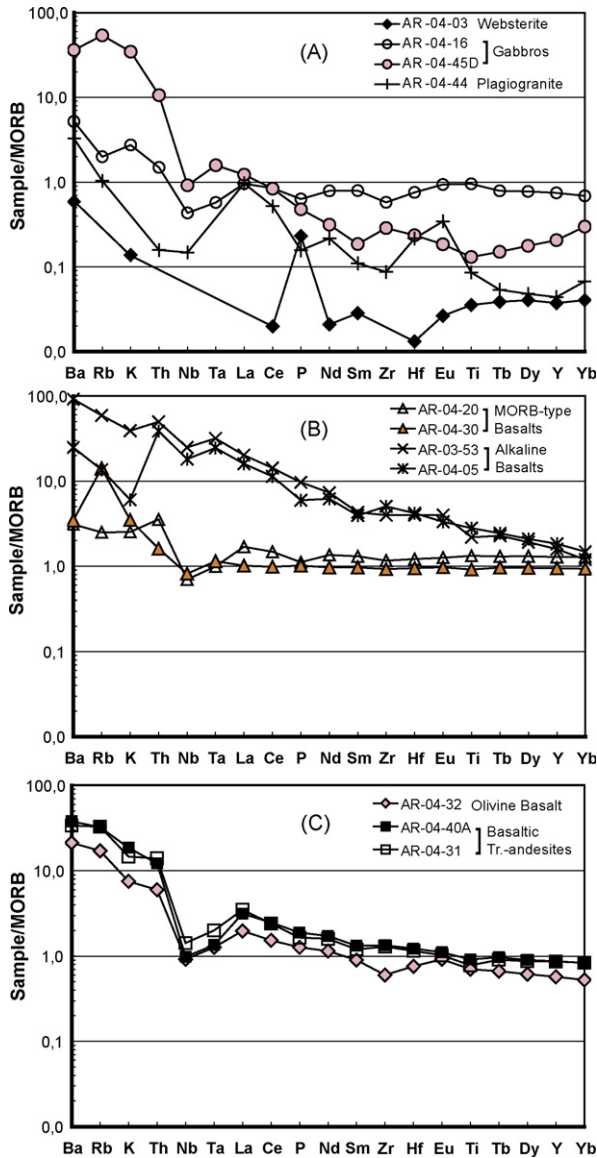 (A)
AR-04-03 Websterite
AR-04-16
AR-04-45D
Gabbros
AR-04-44 Plagiogranite
Sample/MORB
100,0
10,0
1,0
0,1
0,0
Ba Rb K Th Nb Ta La Ce P Nd Sm Zr Hf Eu Ti Tb Dy Y Yb
(B)
AR-04-20
AR-04-30
MORB-type
Basalts
AR-03-53
AR-04-05
Alkaline
Basalts
Sample/MORB
100,0
10,0
1,0
0,1
0,0
Ba Rb K Th Nb Ta La Ce P Nd Sm Zr Hf Eu Ti Tb Dy Y Yb
(C)
AR-04-32 Olivine Basalt
AR-04-40A
AR-04-31
Basaltic
Tr.-andesites
Sample/MORB
100,0
10,0
1,0
0,1
0,0
Ba Rb K Th Nb Ta La Ce P Nd Sm Zr Hf Eu Ti Tb Dy Y Yb